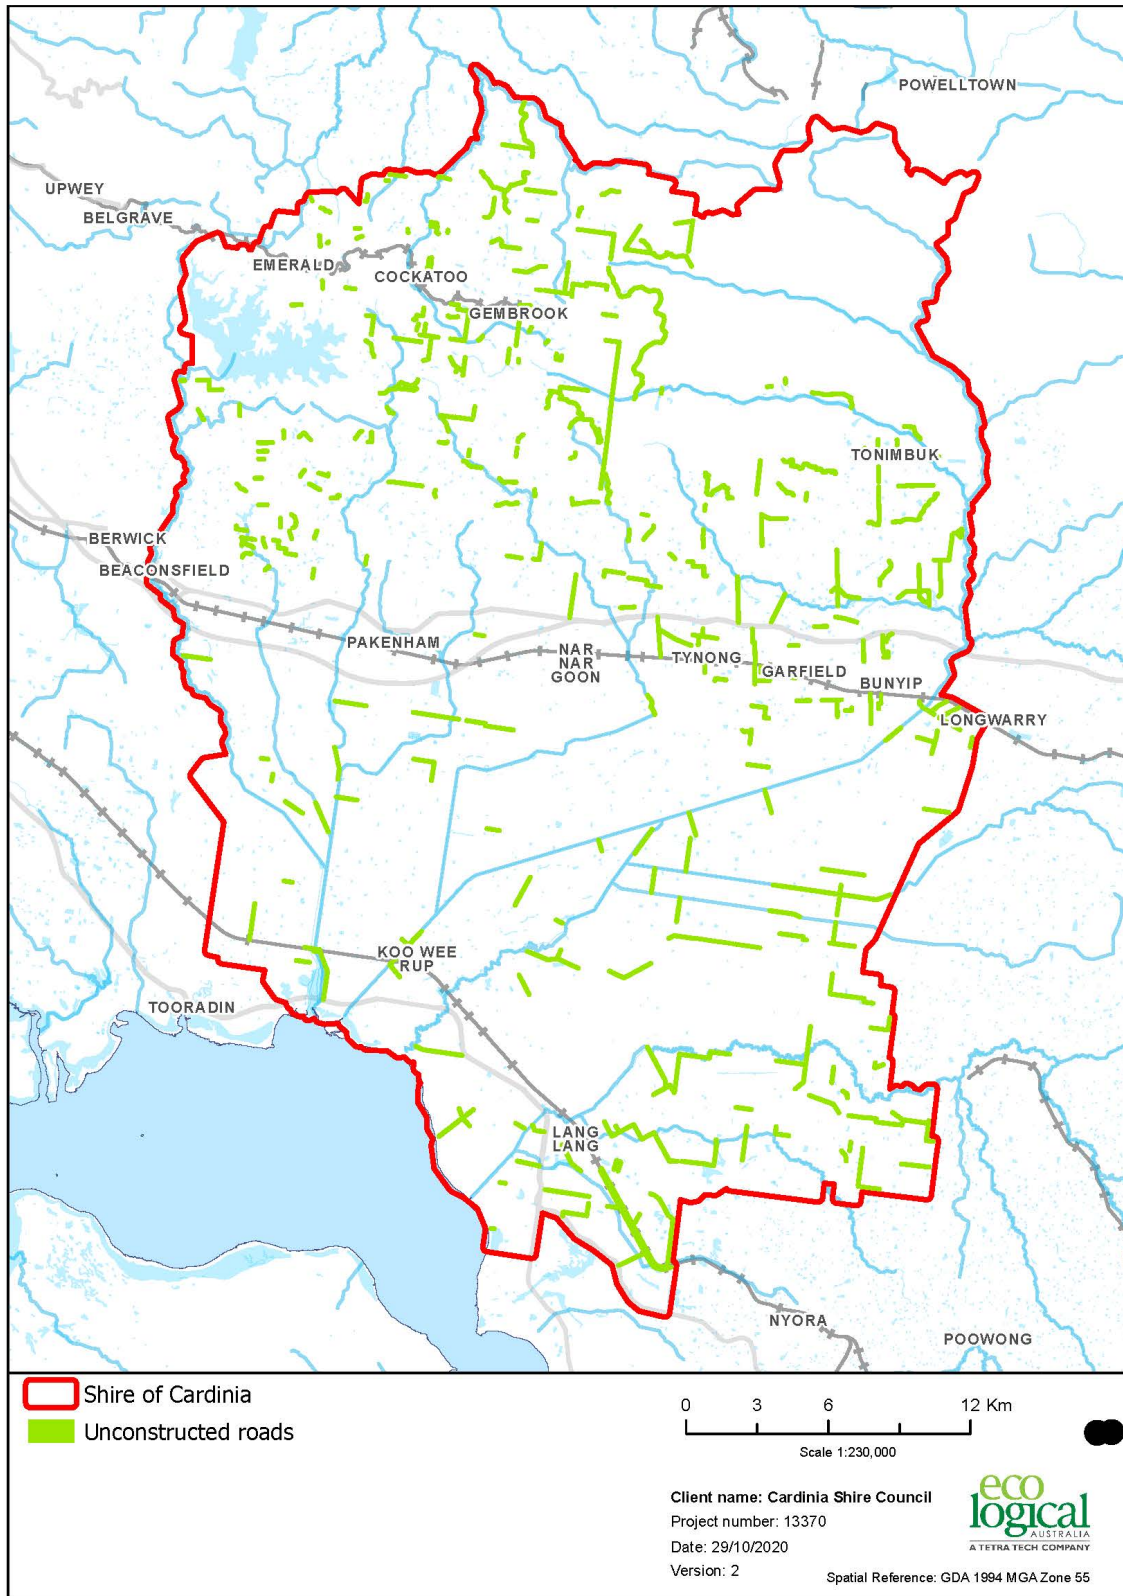 POWELLTOWN
UPWEY
BELGRAVE
EMERALD
COCKATOO
GEMBROOK
TONIMBUK
BERWICK
BEACONSFIELD
PAKENHAM
NAR
NAR
GOON
TYNONG
GARFIELD
BUNYIP
LONGWARRY
KOO WEE
RUP
TOORADIN
LANG
LANG
NYORA
POOWONG
Shire of Cardinia
Unconstructed roads
0 3 6 12 Km
Scale 1:230,000
Client name: Cardinia Shire Council
Project number: 13370
Date: 29/10/2020
Version: 2
eco
logical
AUSTRALIA
A TETRA TECH COMPANY
Spatial Reference: GDA 1994 MGA Zone 55